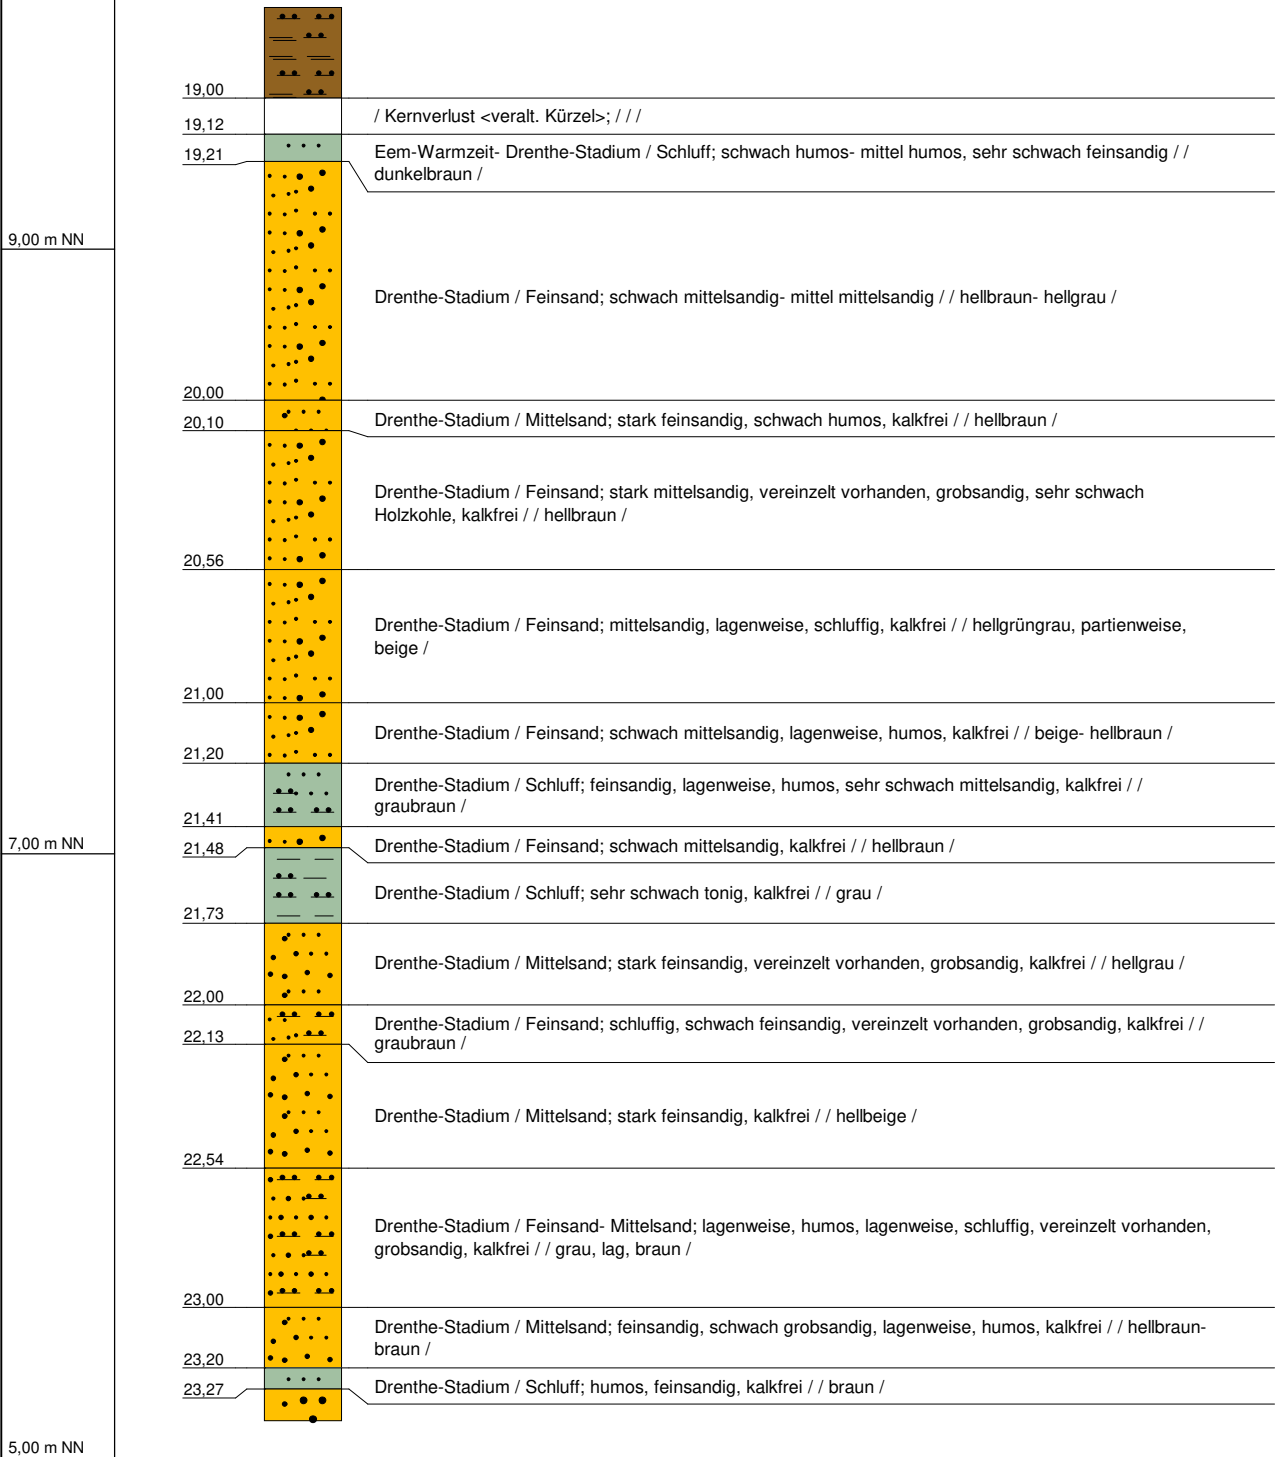 19,00
/ Kernverlust <veralt. Kürzel>; / / /
19,12
19,21
Eem-Warmzeit- Drenthe-Stadium / Schluff; schwach humos- mittel humos, sehr schwach feinsandig / /
dunkelbraun /
9,00 m NN
Drenthe-Stadium / Feinsand; schwach mittelsandig- mittel mittelsandig / / hellbraun- hellgrau /
20,00
Drenthe-Stadium / Mittelsand; stark feinsandig, schwach humos, kalkfrei / / hellbraun /
20,10
Drenthe-Stadium / Feinsand; stark mittelsandig, vereinzelt vorhanden, grobsandig, sehr schwach
Holzkohle, kalkfrei / / hellbraun /
20,56
Drenthe-Stadium / Feinsand; mittelsandig, lagenweise, schluffig, kalkfrei / / hellgrüngrau, partienweise,
beige /
21,00
Drenthe-Stadium / Feinsand; schwach mittelsandig, lagenweise, humos, kalkfrei / / beige- hellbraun /
21,20
Drenthe-Stadium / Schluff; feinsandig, lagenweise, humos, sehr schwach mittelsandig, kalkfrei / /
graubraun /
21,41
7,00 m NN
21,48
Drenthe-Stadium / Feinsand; schwach mittelsandig, kalkfrei / / hellbraun /
Drenthe-Stadium / Schluff; sehr schwach tonig, kalkfrei / / grau /
21,73
Drenthe-Stadium / Mittelsand; stark feinsandig, vereinzelt vorhanden, grobsandig, kalkfrei / / hellgrau /
22,00
Drenthe-Stadium / Feinsand; schluffig, schwach feinsandig, vereinzelt vorhanden, grobsandig, kalkfrei / /
graubraun /
22,13
Drenthe-Stadium / Mittelsand; stark feinsandig, kalkfrei / / hellbeige /
22,54
Drenthe-Stadium / Feinsand- Mittelsand; lagenweise, humos, lagenweise, schluffig, vereinzelt vorhanden,
grobsandig, kalkfrei / / grau, lag, braun /
23,00
Drenthe-Stadium / Mittelsand; feinsandig, schwach grobsandig, lagenweise, humos, kalkfrei / / hellbraun-
braun /
23,20
23,27
Drenthe-Stadium / Schluff; humos, feinsandig, kalkfrei / / braun /
5,00 m NN